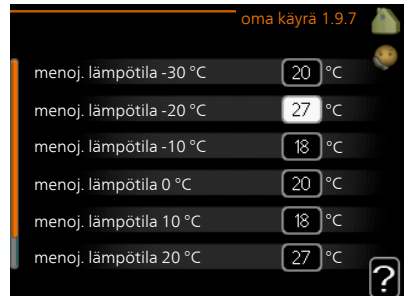 oma käyrä 1.9.7
menoj. lämpötila -30 °C 20 °C
menoj. lämpötila -20 °C 27 °C
menoj. lämpötila -10 °C 18 °C
menoj. lämpötila 0 °C 20 °C
menoj. lämpötila 10 °C 18 °C
menoj. lämpötila 20 °C 27 °C
?